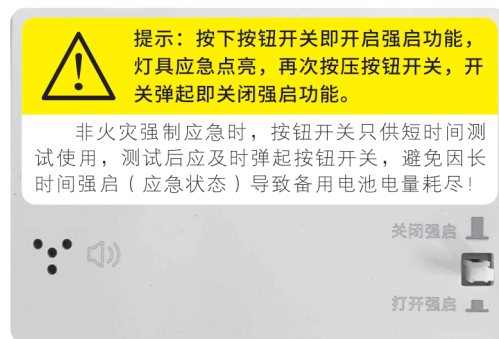 提示：按下按钮开关即开启强启功能，
灯具应急点亮，再次按压按钮开关，开
关弹起即关闭强启功能。
非火灾强制应急时，按钮开关只供短时间测
试使用，测试后应及时弹起按钮开关，避免因长
时间强启（应急状态）导致备用电池电量耗尽！
关闭强启
打开强启